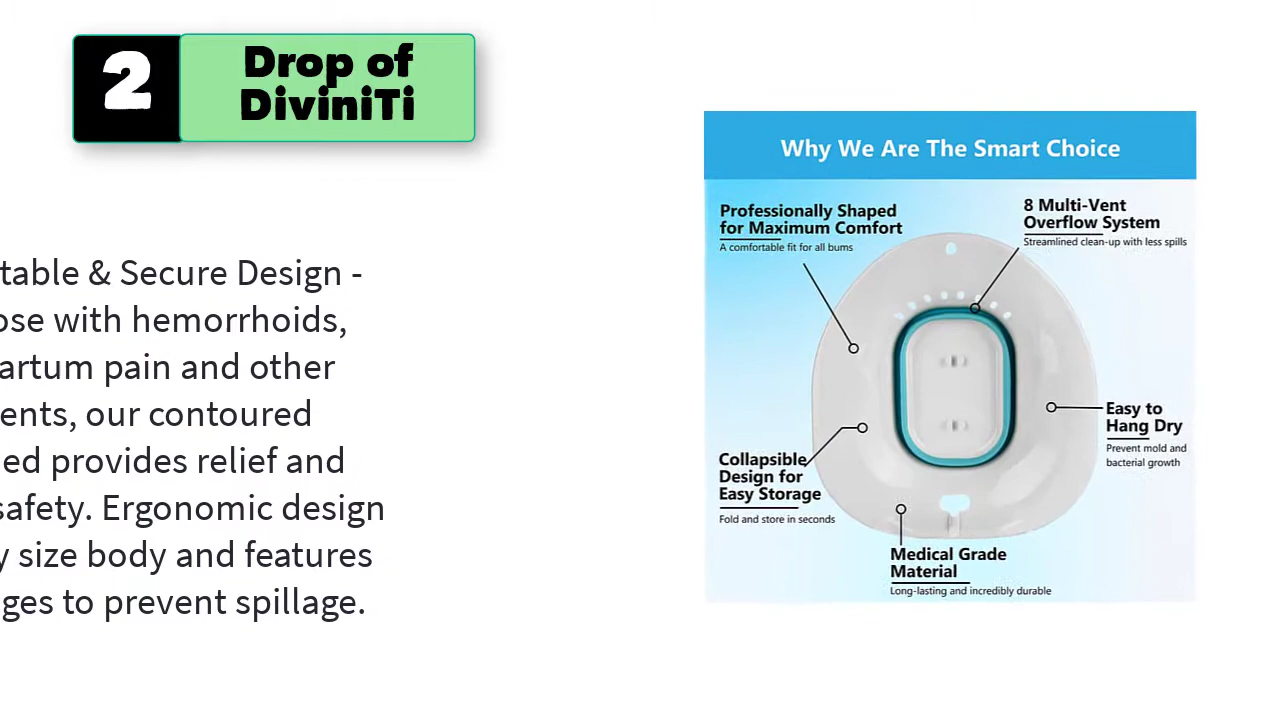 2
Drop of
DiviniTi
table & Secure Design -
ose with hemorrhoids,
artum pain and other
ents, our contoured
ed provides relief and
safety. Ergonomic design
y size body and features
ges to prevent spillage.
Why We Are The Smart Choice
Professionally Shaped
for Maximum Comfort
A comfortable fit for all bums
8 Multi-Vent
Overflow System
Streamlined clean-up with less spills
Easy to
Hang Dry
Prevent mold and
bacterial growth
Collapsible
Design for
Easy Storage
Fold and store in seconds
Medical Grade
Material
Long-lasting and incredibly durable